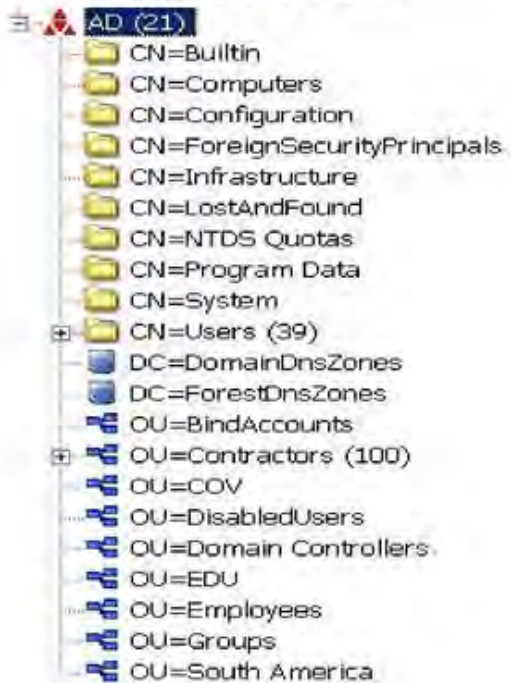 AD (21)
CN=Builtin
CN=Computers
CN=Configuration
CN=ForeignSecurityPrincipals
CN=Infrastructure
CN=LostAndFound
CN=NTDS Quotas
CN=Program Data
CN=System
CN=Users (39)
DC=DomainDnsZones
DC=ForestDnsZones
OU=BindAccounts
OU=Contractors (100)
OU=COV
OU=DisabledUsers
OU=Domain Controllers
OU=EDU
OU=Employees
OU=Groups
OU=South America